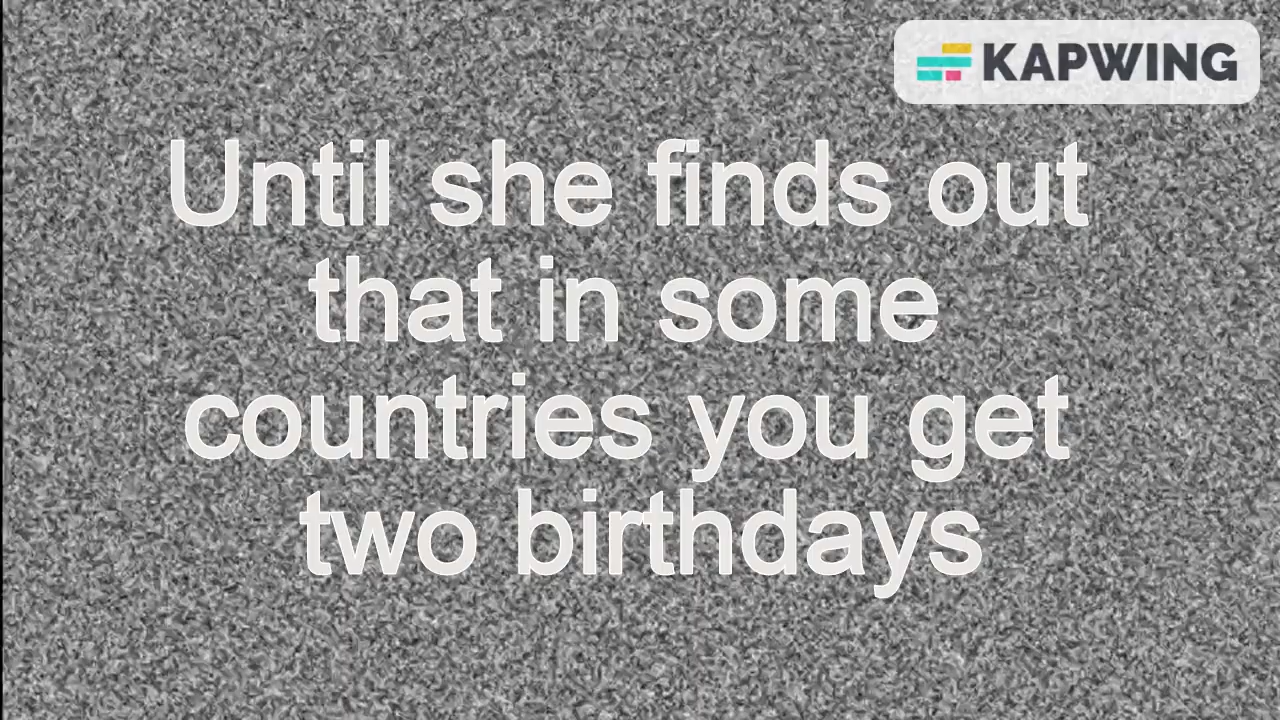 KAPWING
Until she finds out
that in some
countries you get
two birthdays